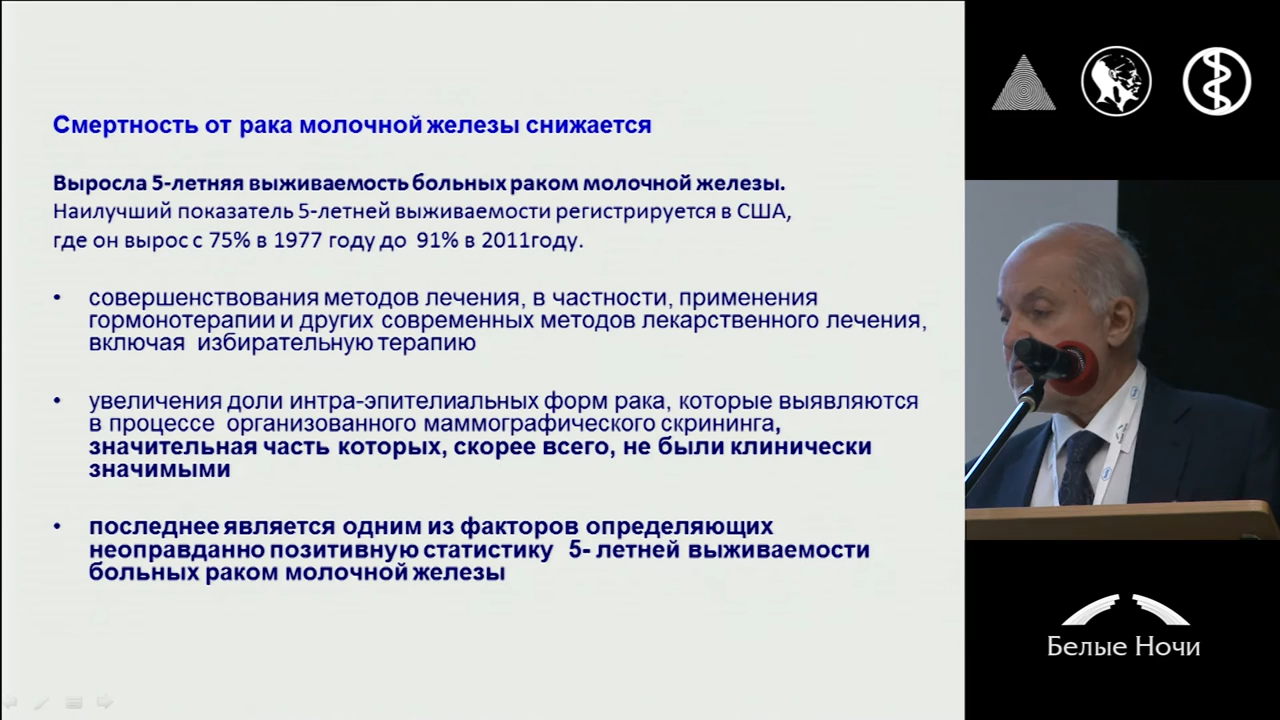 Смертность от рака молочной железы снижается
Выросла 5-летняя выживаемость больных раком молочной железы.
Наилучший показатель 5-летней выживаемости регистрируется в США,
где он вырос с 75% в 1977 году до 91% в 2011году.
• совершенствования методов лечения, в частности, применения
гормонотерапии и других современных методов лекарственного лечения,
включая избирательную терапию
• увеличения доли интра-эпителиальных форм рака, которые выявляются
в процессе организованного маммографического скрининга,
значительная часть которых, скорее всего, не были клинически
значимыми
• последнее является одним из факторов определяющих
неоправданно позитивную статистику 5- летней выживаемости
больных раком молочной железы
Белые Ночи